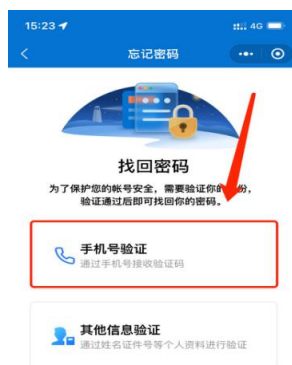 15:23
4G
忘记密码
找回密码
为了保护您的帐号安全，需要验证你的 份，
验证通过后即可找回你的密码。
手机号验证
通过手机号接收验证码
其他信息验证
通过姓名证件号等个人资料进行验证